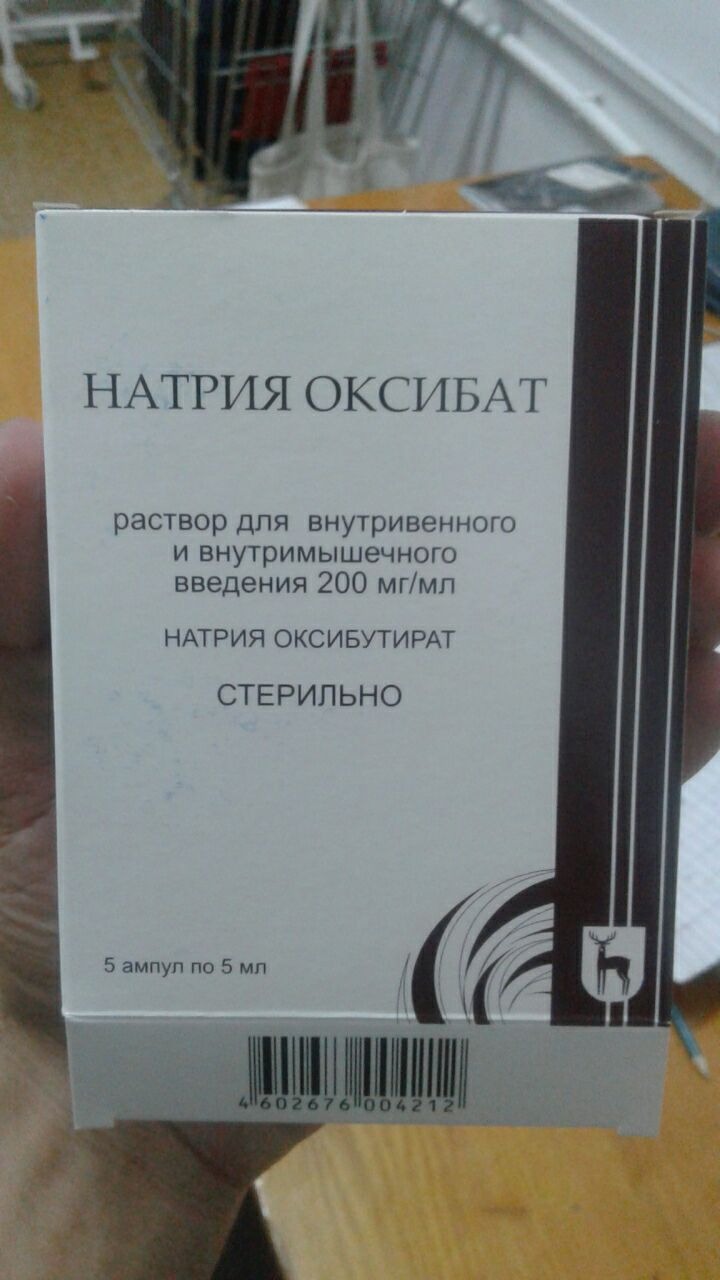 НАТРИЯ ОКСИБАТ
раствор для внутривенного
и внутримышечного
введения 200 мг/мл
НАТРИЯ ОКСИБУТИРАТ
СТЕРИЛЬНО
5 ампул по 5 мл
4 602676 004212